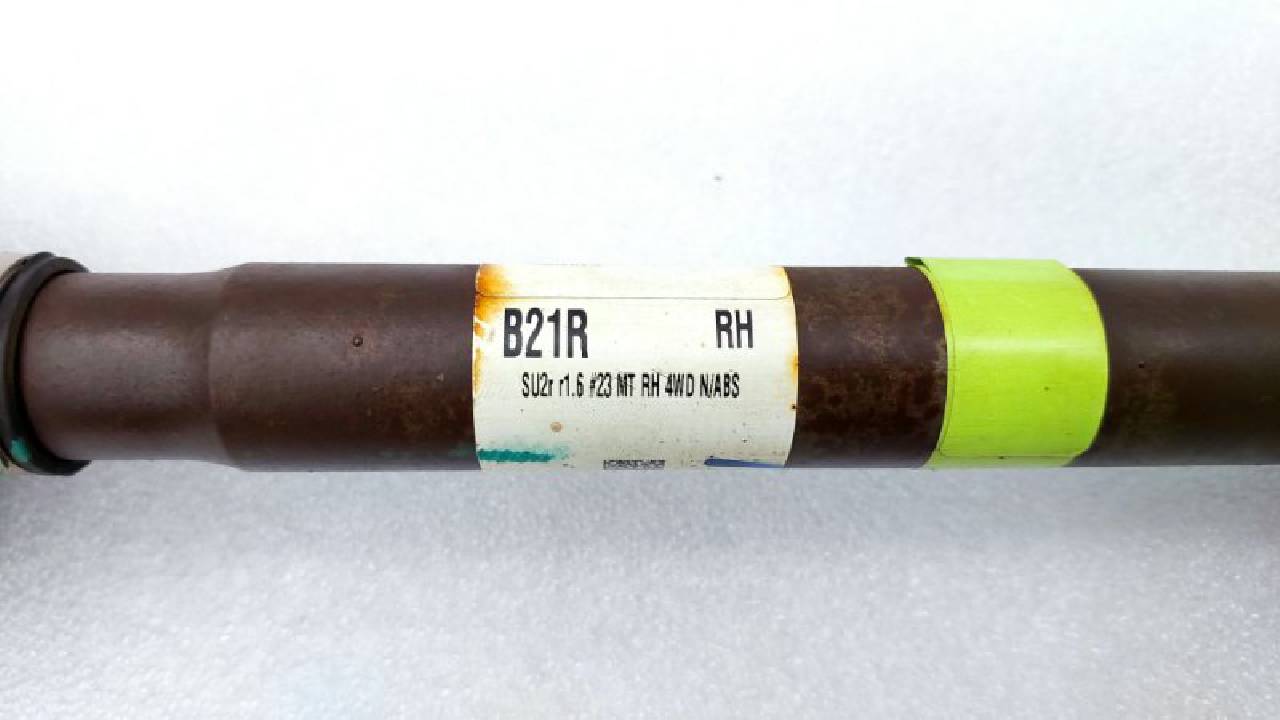 B21R RH
SU2r r1.6 #23 MT RH 4WD N/ABS